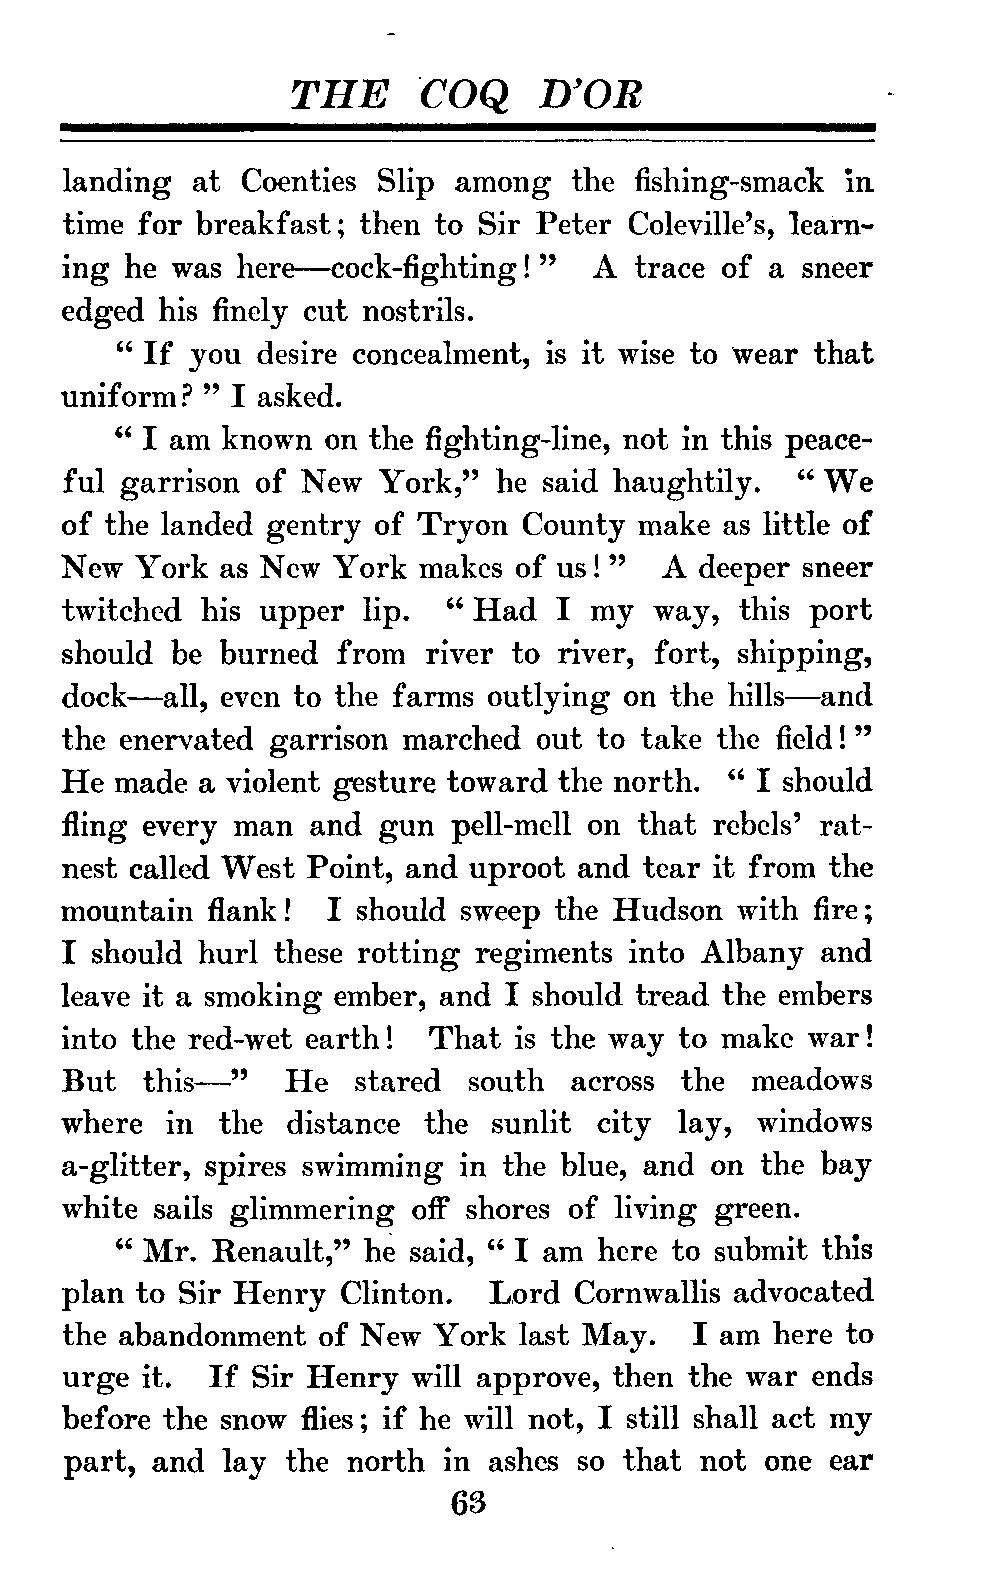 THE COQ D'OR
landing at Coenties Slip among the fishing-smack in
time for breakfast; then to Sir Peter Coleville's, learn-
ing he was here—cock-fighting!" A trace of a sneer
edged his finely cut nostrils.
"If you desire concealment, is it wise to wear that
uniform?" I asked.
"I am known on the fighting-line, not in this peace-
ful garrison of New York," he said haughtily. "We
of the landed gentry of Tryon County make as little of
New York as New York makes of us!" A deeper sneer
twitched his upper lip. "Had I my way, this port
should be burned from river to river, fort, shipping,
dock—all, even to the farms outlying on the hills—and
the enervated garrison marched out to take the field!"
He made a violent gesture toward the north. "I should
fling every man and gun pell-mell on that rebels' rat-
nest called West Point, and uproot and tear it from the
mountain flank! I should sweep the Hudson with fire;
I should hurl these rotting regiments into Albany and
leave it a smoking ember, and I should tread the embers
into the red-wet earth! That is the way to make war!
But this—" He stared south across the meadows
where in the distance the sunlit city lay, windows
a-glitter, spires swimming in the blue, and on the bay
white sails glimmering off shores of living green.
"Mr. Renault," he said, "I am here to submit this
plan to Sir Henry Clinton. Lord Cornwallis advocated
the abandonment of New York last May. I am here to
urge it. If Sir Henry will approve, then the war ends
before the snow flies; if he will not, I still shall act my
part, and lay the north in ashes so that not one ear
63